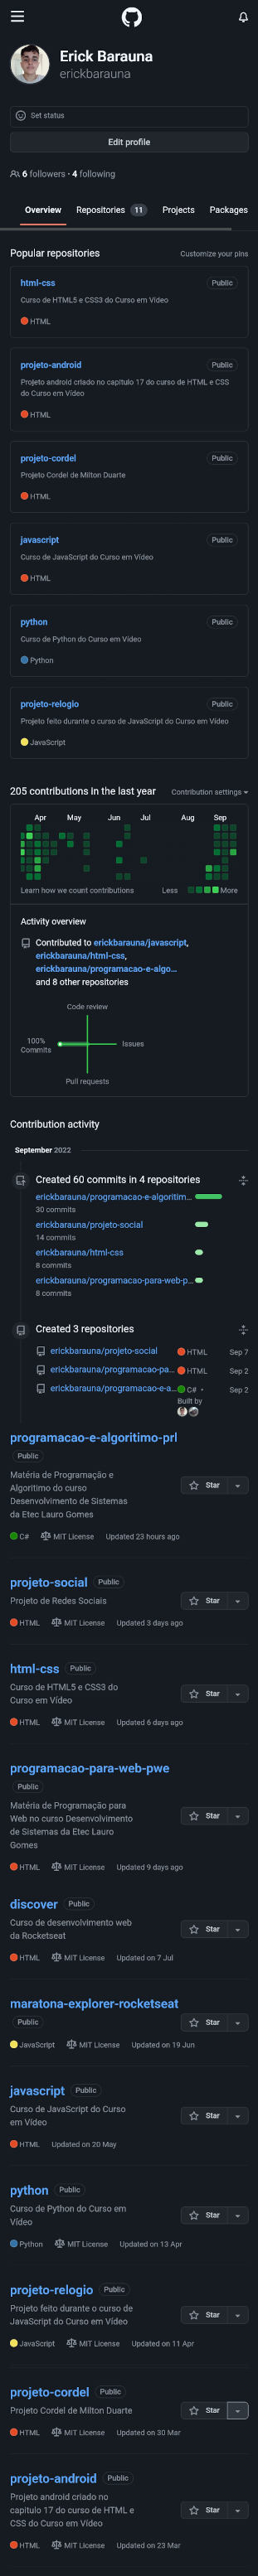 Erick Barauna
erickbarauna
Set status
Edit profile
6 followers · 4 following
Overview Repositories 11 Projects Packages
Popular repositories Customize your pins
html-css Public
Curso de HTML5 e CSS3 do Curso em Vídeo
HTML
projeto-android Public
Projeto android criado no capitulo 17 do curso de HTML e CSS
do Curso em Vídeo
HTML
projeto-cordel Public
Projeto Cordel de Milton Duarte
HTML
javascript Public
Curso de JavaScript do Curso em Vídeo
HTML
python Public
Curso de Python do Curso em Vídeo
Python
projeto-relogio Public
Projeto feito durante o curso de JavaScript do Curso em Vídeo
JavaScript
205 contributions in the last year Contribution settings
Apr May Jun Jul Aug Sep
Learn how we count contributions Less More
Activity overview
Contributed to erickbarauna/javascript,
erickbarauna/html-css,
erickbarauna/programacao-e-algo...
and 8 other repositories
Code review
100%
Commits
Issues
Pull requests
Contribution activity
September 2022
Created 60 commits in 4 repositories
erickbarauna/programacao-e-algoritim...
30 commits
erickbarauna/projeto-social
14 commits
erickbarauna/html-css
8 commits
erickbarauna/programacao-para-web-p...
8 commits
Created 3 repositories
erickbarauna/projeto-social HTML Sep 7
erickbarauna/programacao-pa... HTML Sep 2
erickbarauna/programacao-e-a... C# • Sep 2
Built by
programacao-e-algoritimo-prl
Public
Matéria de Programação e
Algoritimo do curso
Desenvolvimento de Sistemas
da Etec Lauro Gomes
Star
C# MIT License Updated 23 hours ago
projeto-social Public
Projeto de Redes Sociais
Star
HTML MIT License Updated 3 days ago
html-css Public
Curso de HTML5 e CSS3 do
Curso em Vídeo
Star
HTML MIT License Updated 6 days ago
programacao-para-web-pwe
Public
Matéria de Programação para
Web no curso Desenvolvimento
de Sistemas da Etec Lauro
Gomes
Star
HTML MIT License Updated 9 days ago
discover Public
Curso de desenvolvimento web
da Rocketseat
Star
HTML MIT License Updated on 7 Jul
maratona-explorer-rocketseat
Public
Star
JavaScript MIT License Updated on 19 Jun
javascript Public
Curso de JavaScript do Curso
em Vídeo
Star
HTML Updated on 20 May
python Public
Curso de Python do Curso em
Vídeo
Star
Python MIT License Updated on 13 Apr
projeto-relogio Public
Projeto feito durante o curso de
JavaScript do Curso em Vídeo
Star
JavaScript MIT License Updated on 11 Apr
projeto-cordel Public
Projeto Cordel de Milton Duarte
Star
HTML MIT License Updated on 30 Mar
projeto-android Public
Projeto android criado no
capitulo 17 do curso de HTML e
CSS do Curso em Vídeo
Star
HTML MIT License Updated on 23 Mar